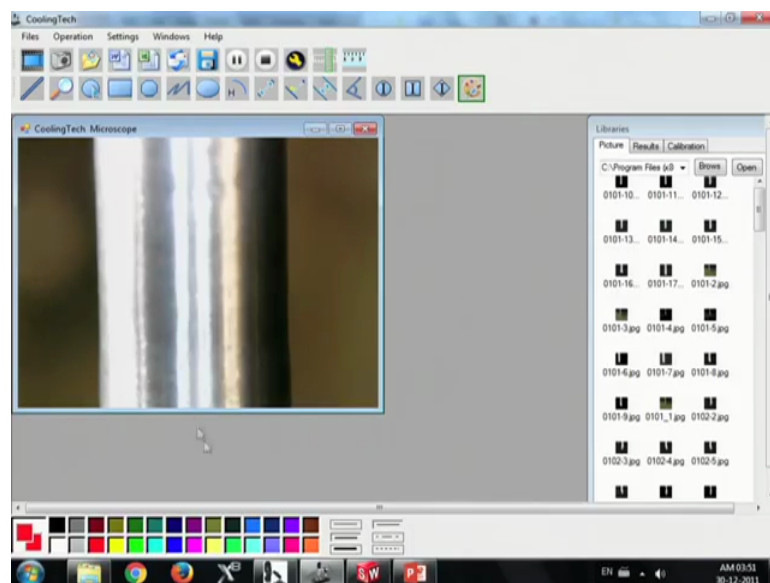 CoolingTech
Files Operation Settings Windows Help
CoolingTech Microscope
Libraries
Picture Results Calibration
C:\Program Files (x8 Brows Open
0101-10... 0101-11... 0101-12...
0101-13... 0101-14... 0101-15...
0101-16... 0101-17... 0101-2.jpg
0101-3.jpg 0101-4.jpg 0101-5.jpg
0101-6.jpg 0101-7.jpg 0101-8.jpg
0101-9.jpg 0101_1.jpg 0102-2.jpg
0102-3.jpg 0102-4.jpg 0102-5.jpg
EN AM 03:51
30-12-2011